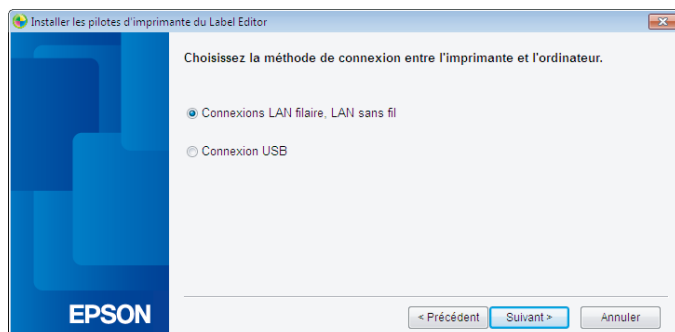 Installer les pilotes d'imprimante du Label Editor
Choisissez la méthode de connexion entre l'imprimante et l'ordinateur.
Connexions LAN filaire, LAN sans fil
Connexion USB
EPSON
< Précédent Suivant > Annuler